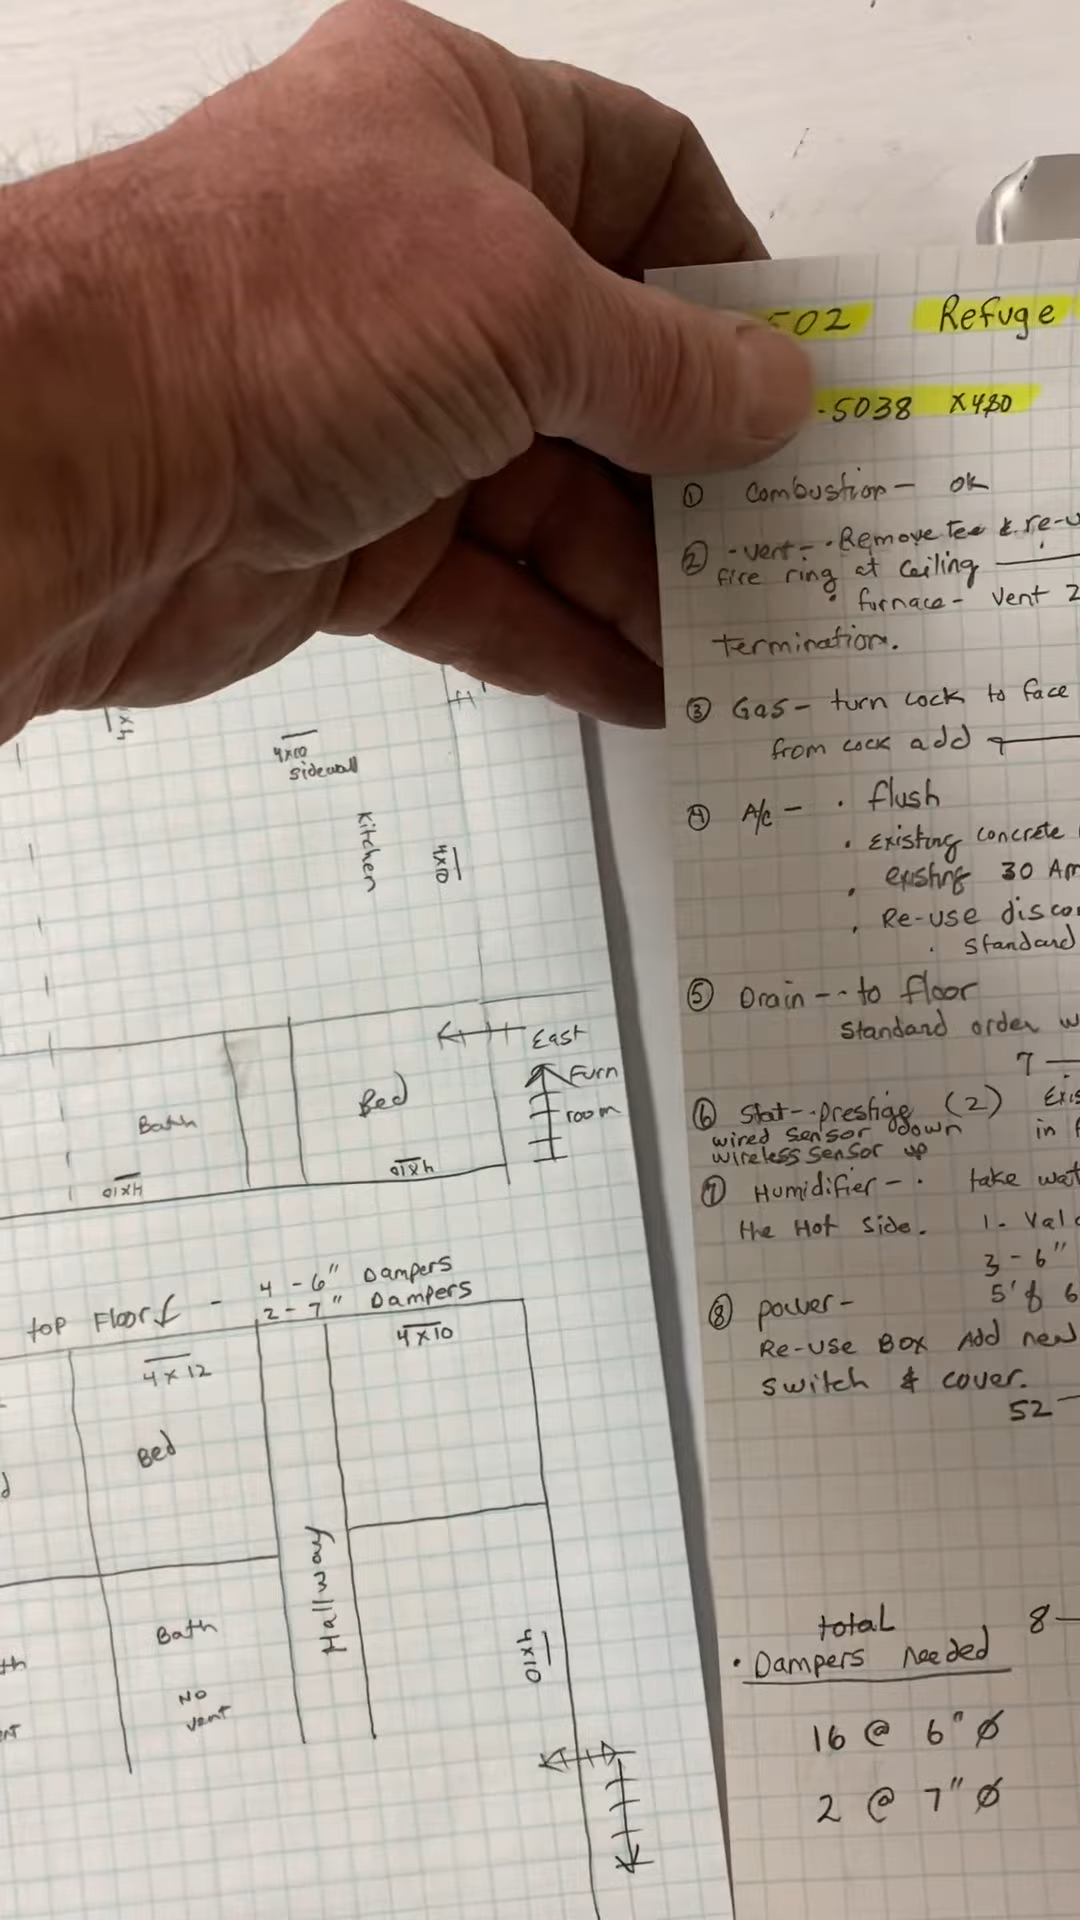 502 Refuge
-5038 x480
① Combustion- ok
② -vent- · Remove Tee & re-u
fire ring at ceiling
· furnace- vent 2
termination.
③ Gas- turn cock to face
from cock add
④ A/c - · flush
· Existing concrete
· existing 30 Am
· Re-use disco
· standard
⑤ Drain -- to floor
Standard order w
7
⑥ Stat- · prestige (2) Exis
wired sensor down in
wireless sensor up
⑦ Humidifier - · take wat
the Hot side. 1- Val
3 - 6"
5' of 6
⑧ power-
Re-use Box Add new
switch & cover.
52
total 8
· Dampers needed
16 @ 6" ø
2 @ 7" ø
4x10
sidewall
Kitchen
4x10
East
Furn
room
Bed
Bath
4x10
4x10
top Floor - 4 - 6" Dampers
2 - 7" Dampers
4x10
4x12
Bed
Hallway
Bath
No
vent
4x10